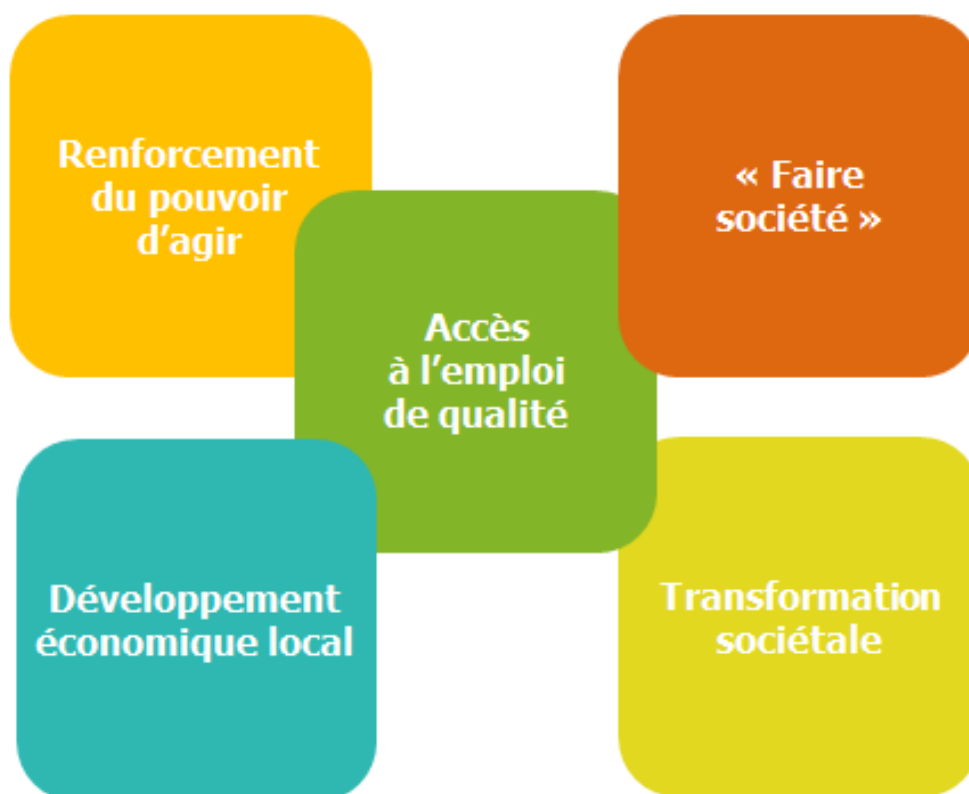 Renforcement
du pouvoir
d’agir
« Faire
société »
Accès
à l’emploi
de qualité
Développement
économique local
Transformation
sociétale